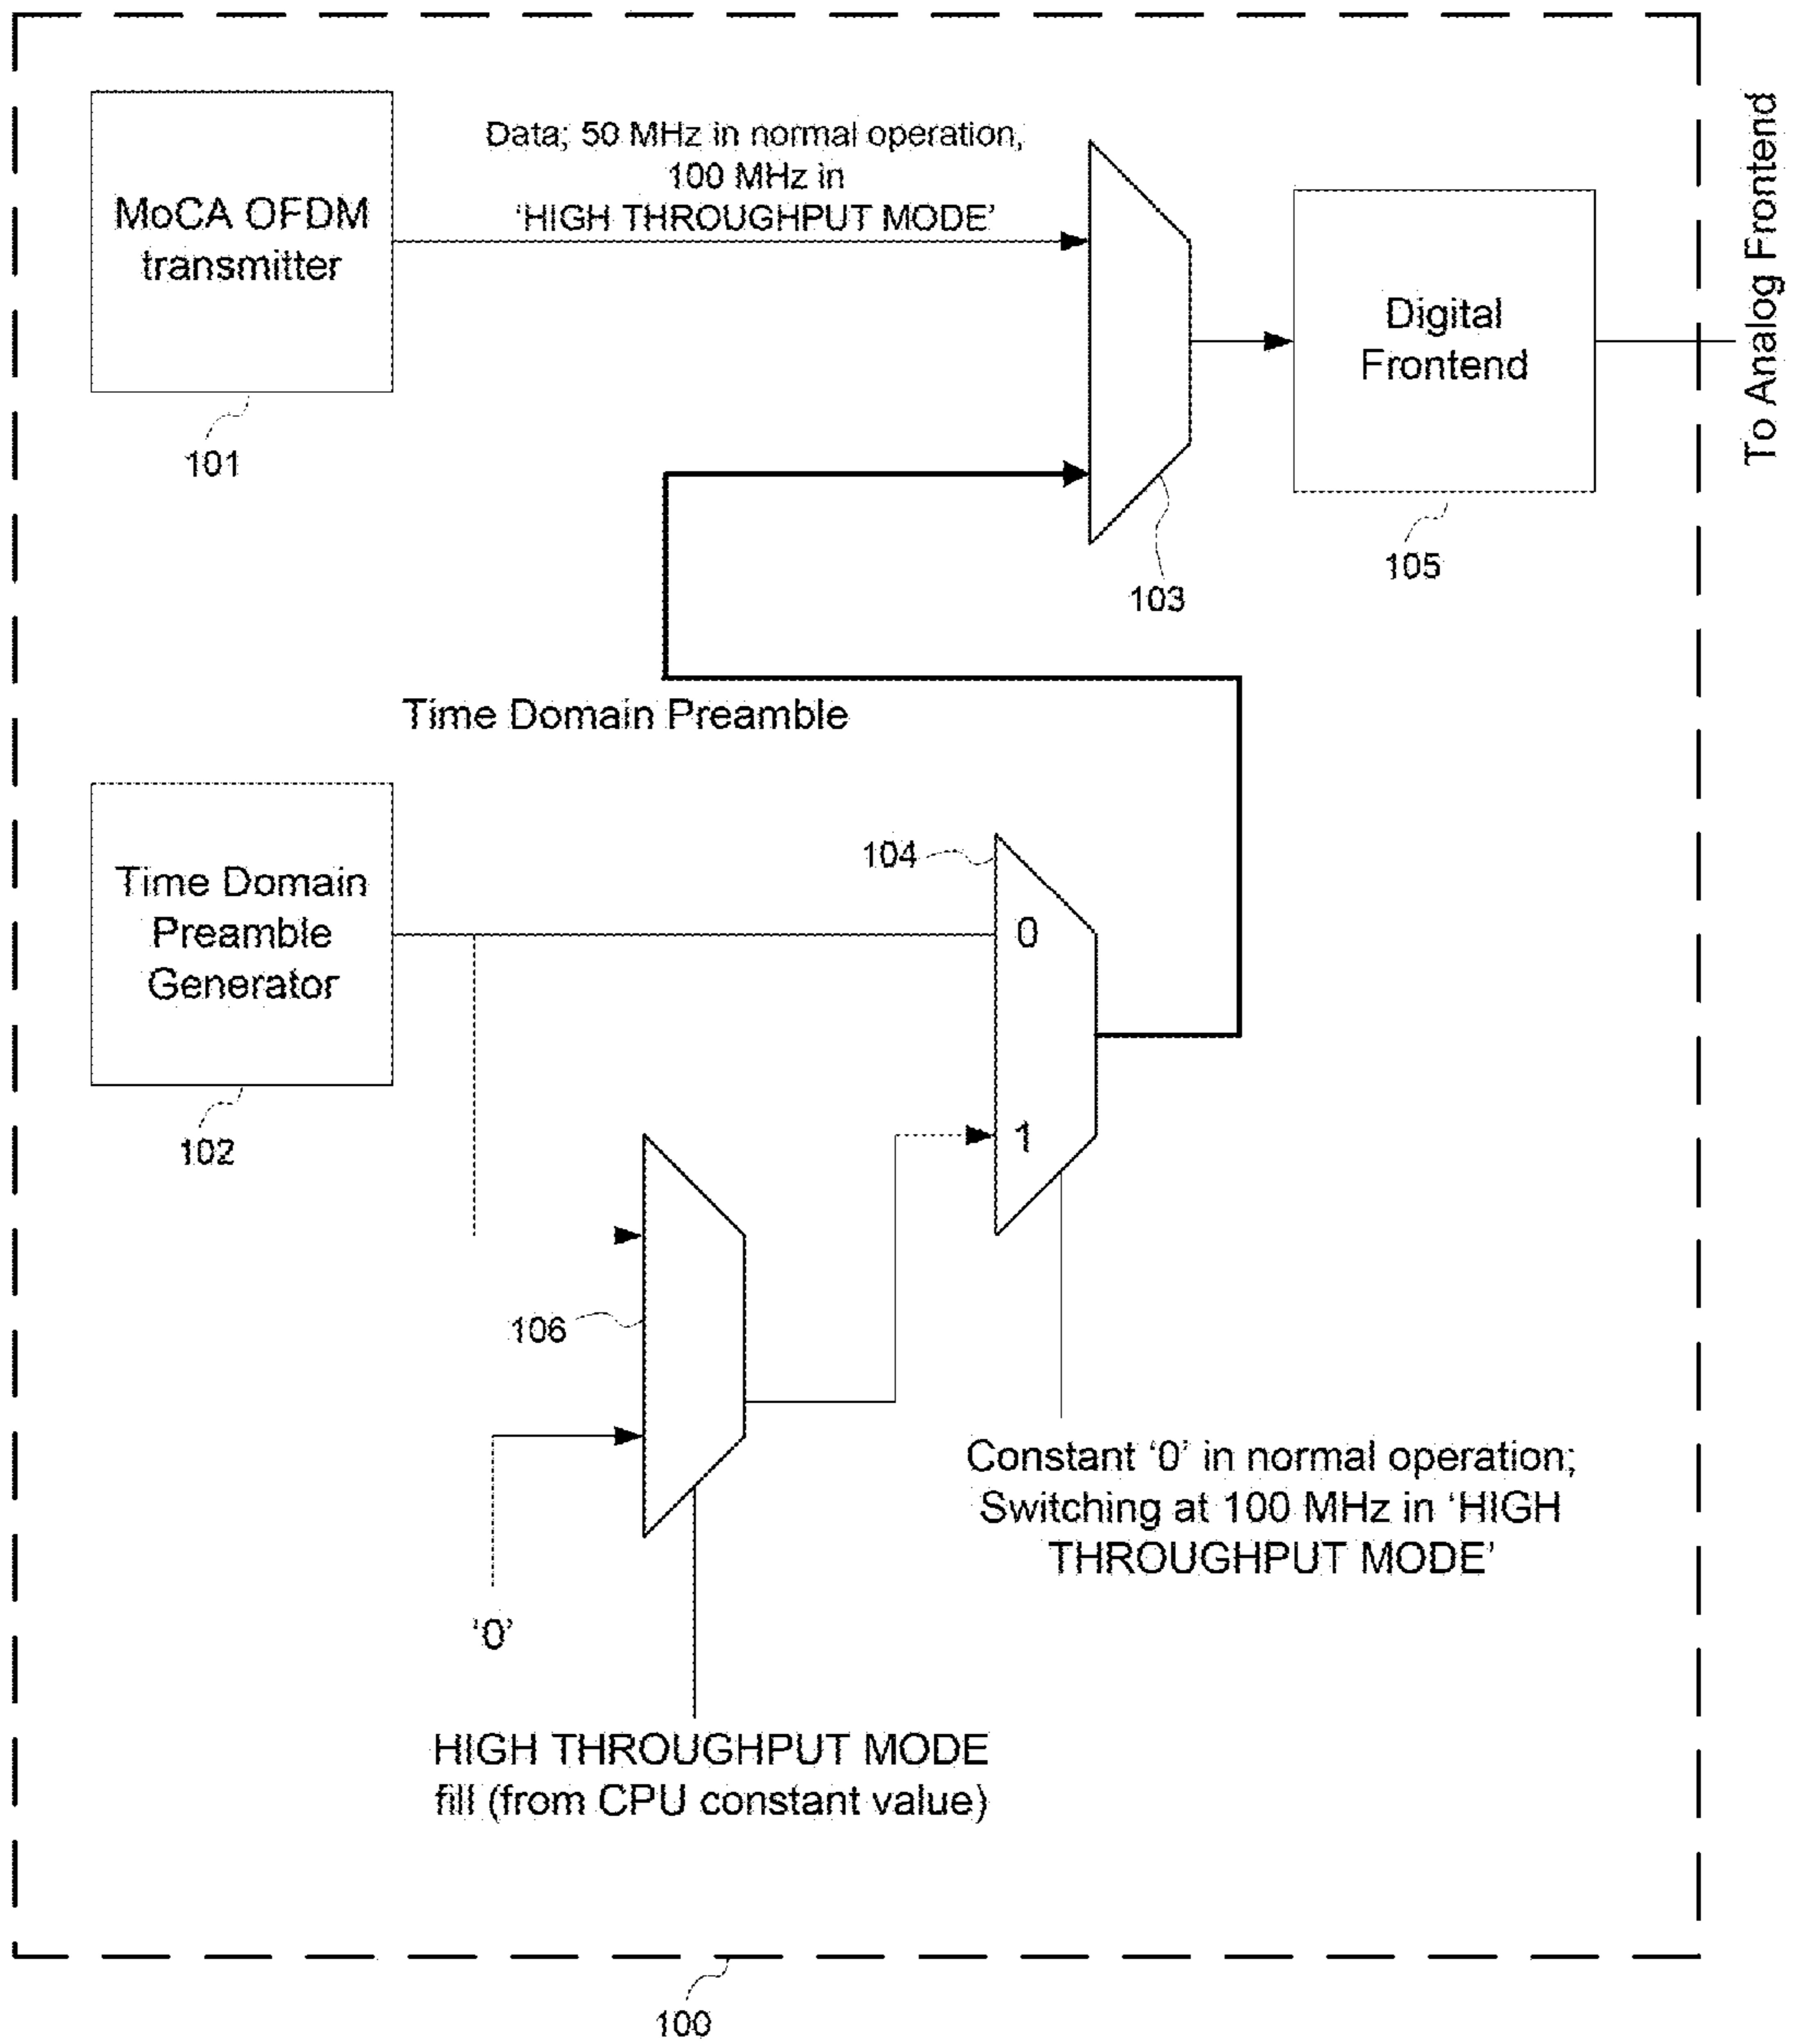 Data; 50 MHz in normal operation,
100 MHz in
‘HIGH THROUGHPUT MODE’
MoCA OFDM
transmitter
101
Digital
Frontend
105
103
To Analog Frontend
Time Domain Preamble
Time Domain
Preamble
Generator
102
104
0
1
106
‘0’
Constant ‘0’ in normal operation;
Switching at 100 MHz in ‘HIGH
THROUGHPUT MODE’
HIGH THROUGHPUT MODE
fill (from CPU constant value)
100